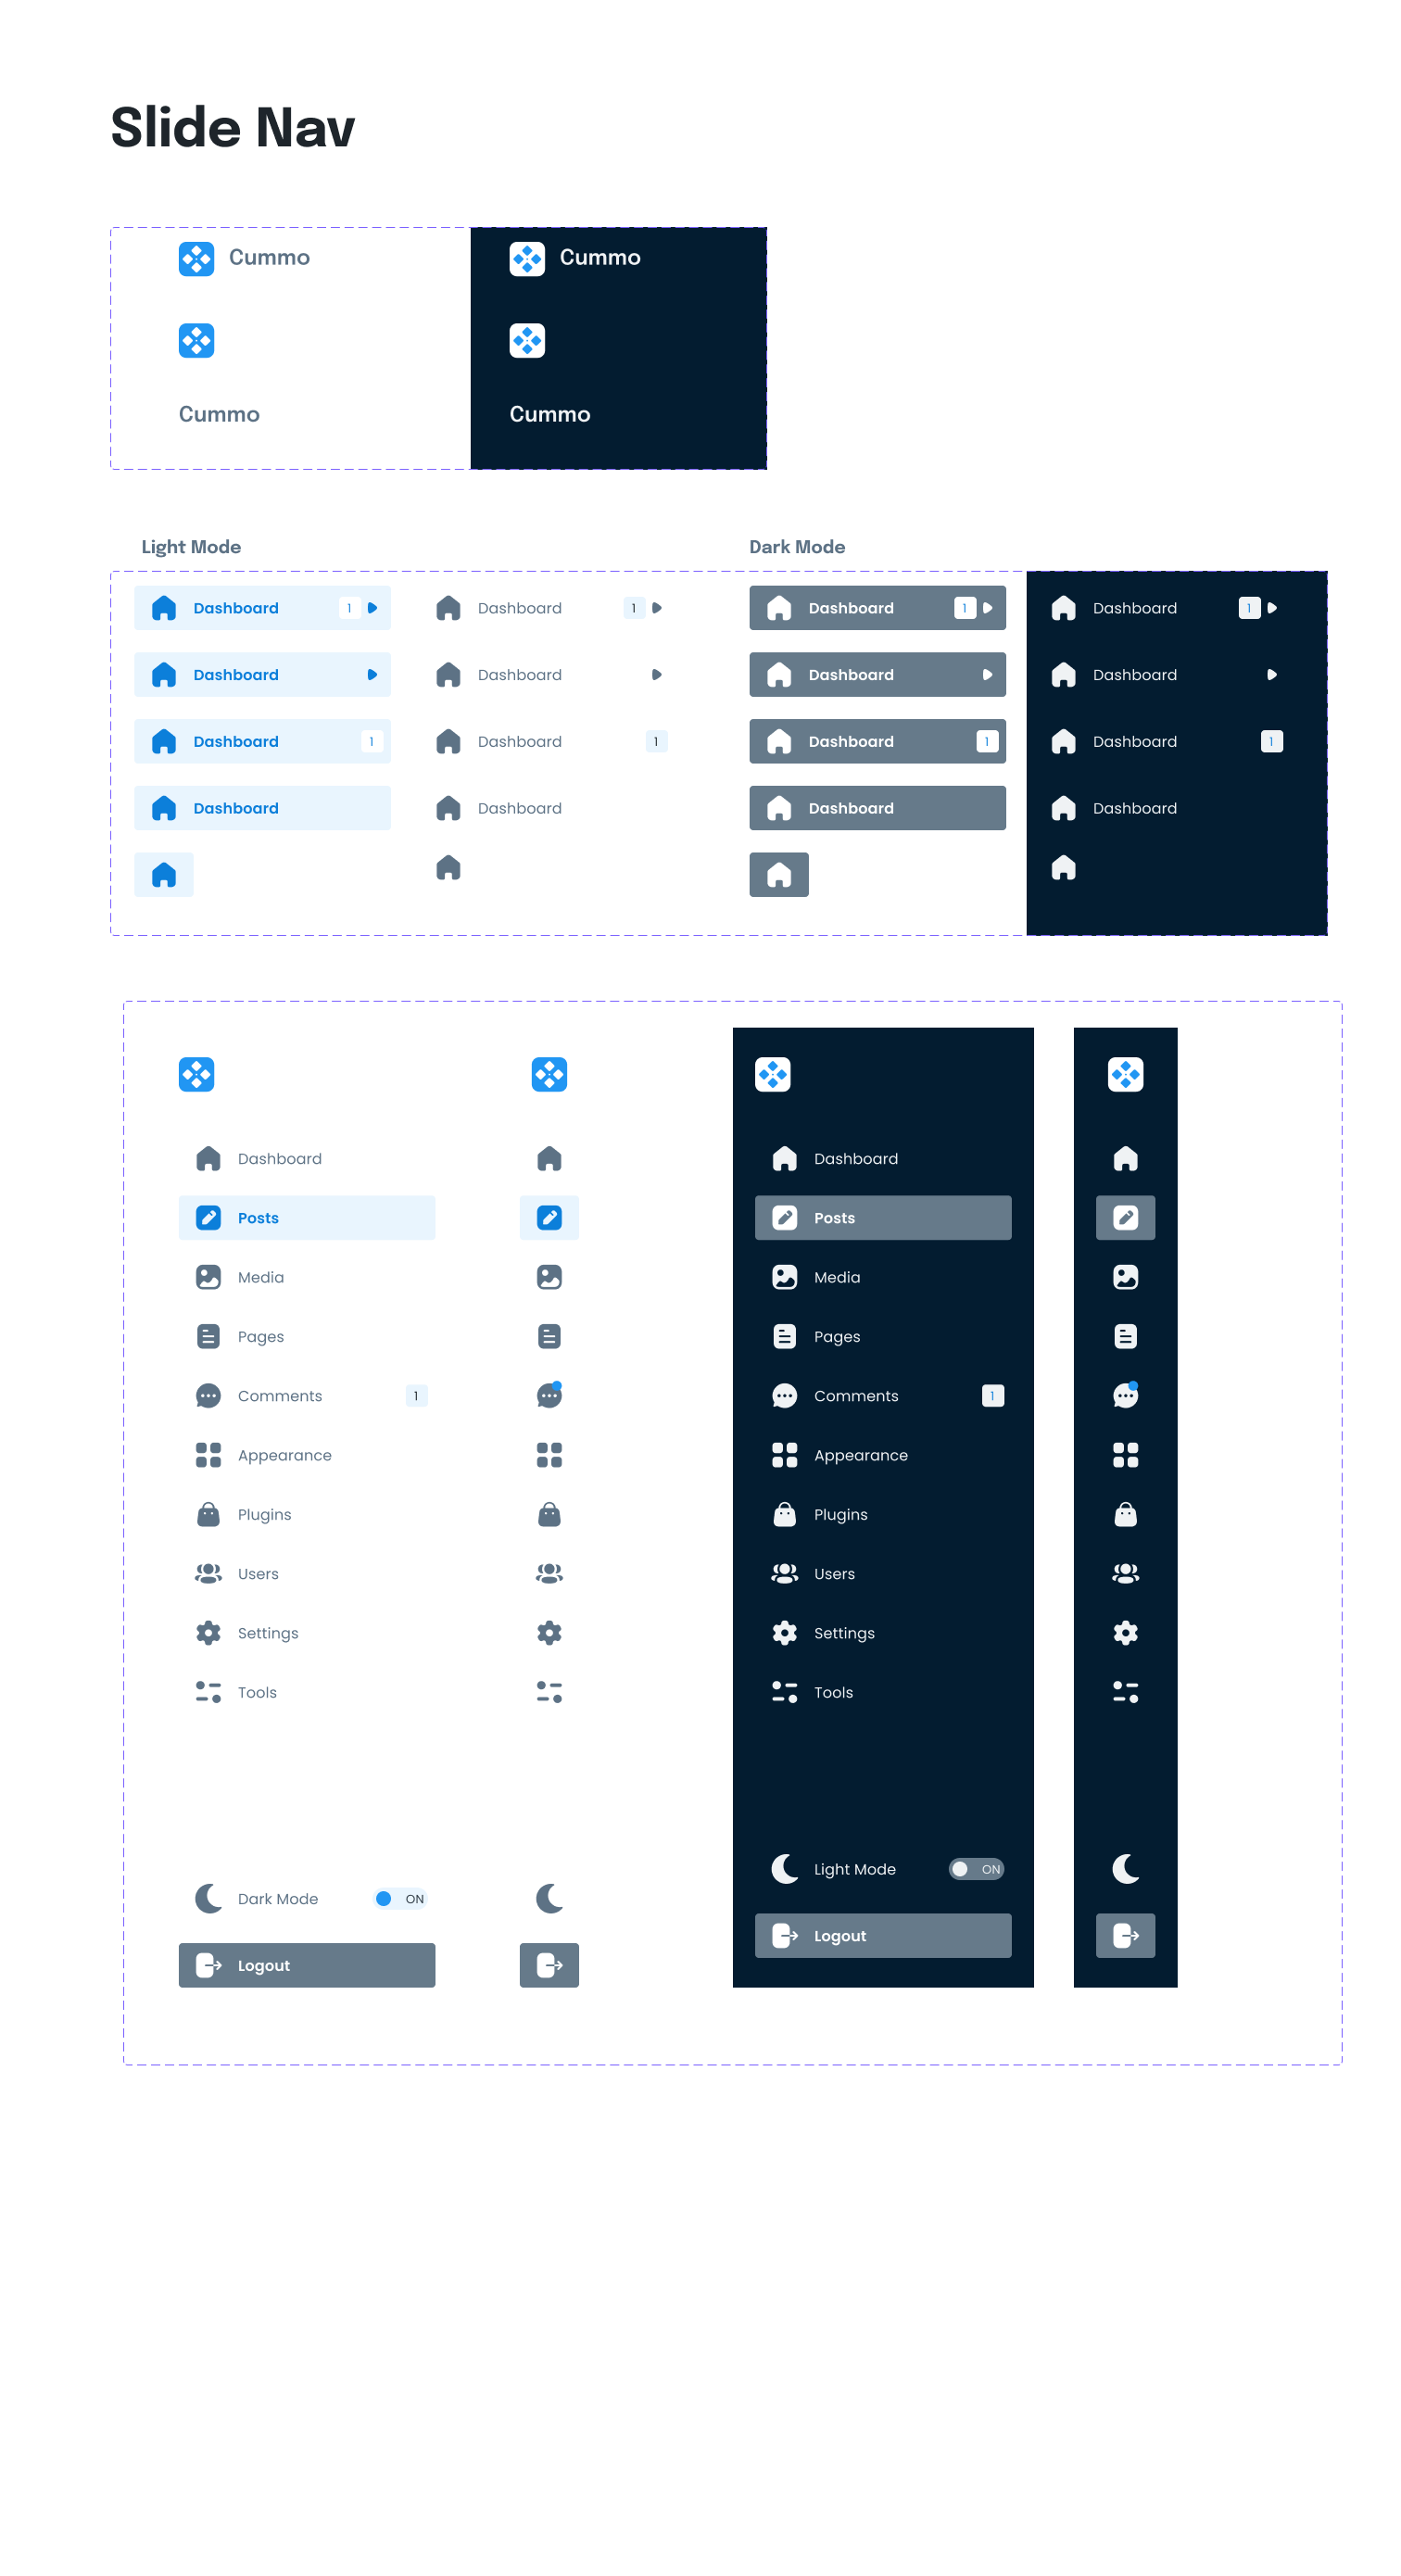 Slide Nav
Cummo
Cummo
Cummo
Cummo
Light Mode
Dark Mode
Dashboard 1
Dashboard 1
Dashboard 1
Dashboard 1
Dashboard
Dashboard
Dashboard
Dashboard
Dashboard 1
Dashboard 1
Dashboard 1
Dashboard 1
Dashboard
Dashboard
Dashboard
Dashboard
Dashboard
Posts
Media
Pages
Comments 1
Appearance
Plugins
Users
Settings
Tools
Dark Mode ON
Logout
Dashboard
Posts
Media
Pages
Comments 1
Appearance
Plugins
Users
Settings
Tools
Light Mode ON
Logout